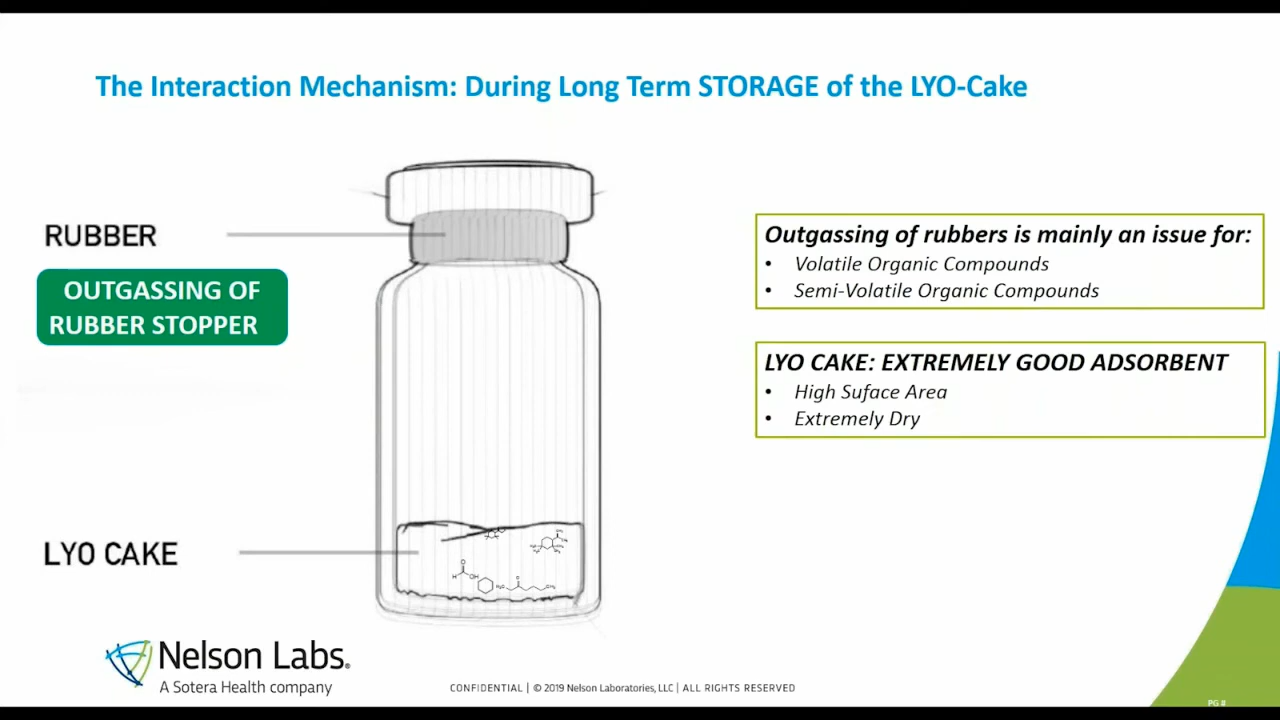 The Interaction Mechanism: During Long Term STORAGE of the LYO-Cake
RUBBER
OUTGASSING OF
RUBBER STOPPER
LYO CAKE
Outgassing of rubbers is mainly an issue for:
• Volatile Organic Compounds
• Semi-Volatile Organic Compounds
LYO CAKE: EXTREMELY GOOD ADSORBENT
• High Suface Area
• Extremely Dry
Nelson Labs®
A Sotera Health company
CONFIDENTIAL | © 2019 Nelson Laboratories, LLC | ALL RIGHTS RESERVED
PG 8